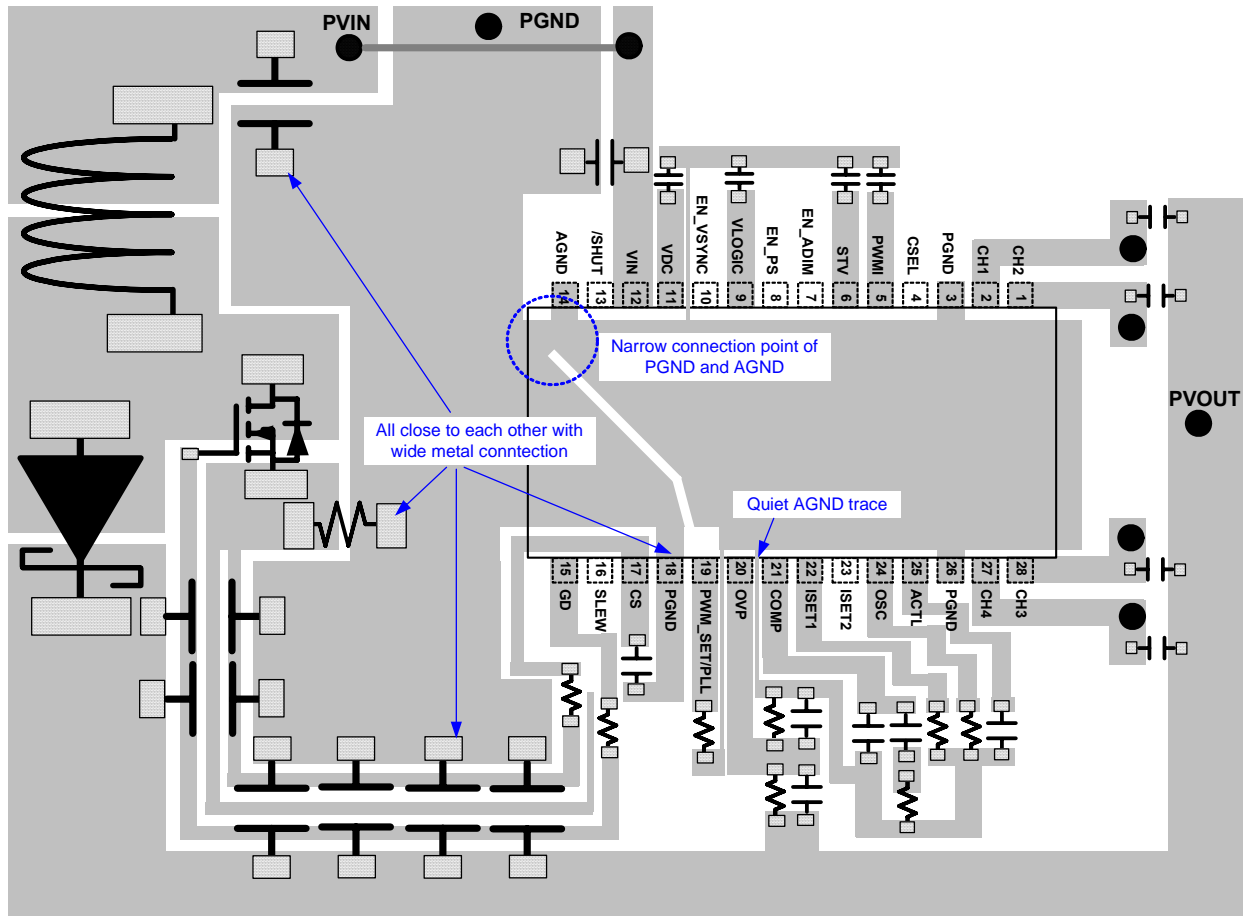 PVIN
PGND
AGND
/SHUT
VIN
VDC
EN_VSYNC
VLOGIC
EN_PS
EN_ADIM
STV
PWMI
CSEL
PGND
CH1
CH2
14
13
12
11
10
9
8
7
6
5
4
3
2
1
Narrow connection point of
PGND and AGND
PVOUT
All close to each other with
wide metal conntection
Quiet AGND trace
15
16
17
18
19
20
21
22
23
24
25
26
27
28
GD
SLEW
CS
PGND
PWM_SET/PLL
OVP
COMP
ISET1
ISET2
OSC
ACTL
PGND
CH4
CH3